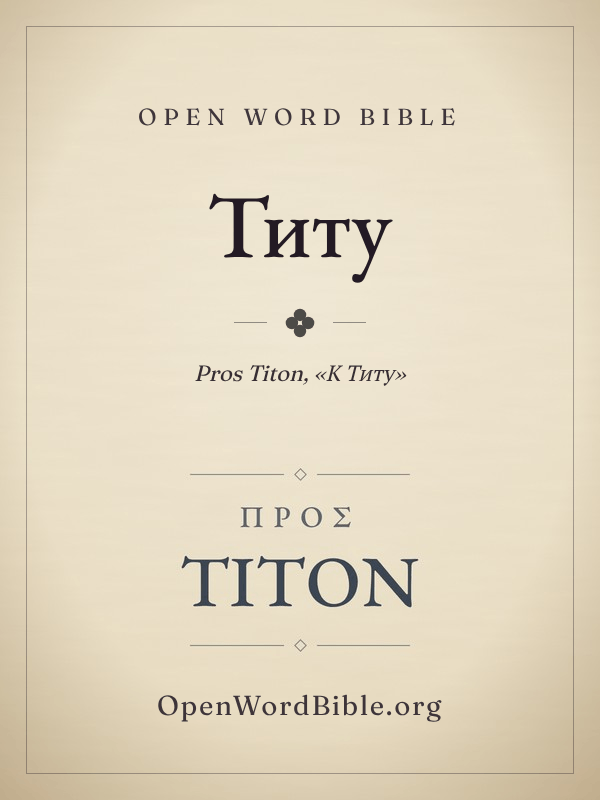 OPEN WORD BIBLE
Титу
Pros Titon, «К Титу»
ΠΡΟΣ
ΤΙΤΟΝ
OpenWordBible.org